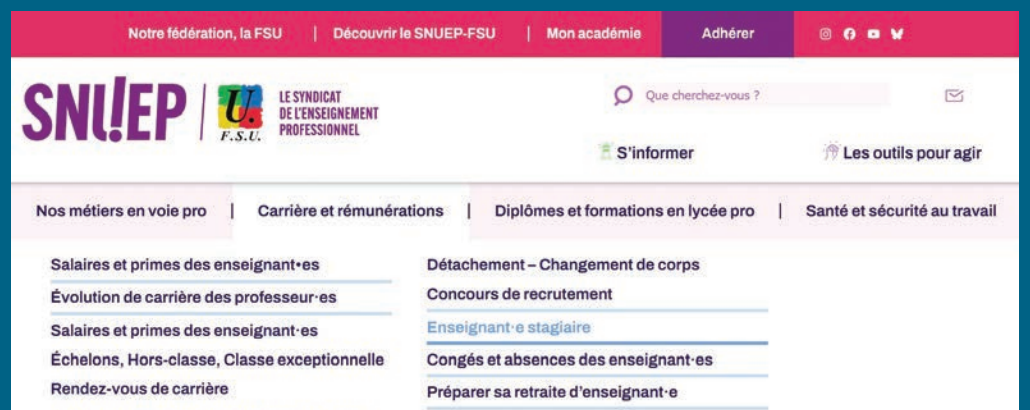 Notre fédération, la FSU | Découvrir le SNUEP-FSU | Mon académie Adhérer
SNUEP
U.
F.S.U.
LE SYNDICAT
DE L'ENSEIGNEMENT
PROFESSIONNEL
Que cherchez-vous ?
S'informer Les outils pour agir
Nos métiers en voie pro | Carrière et rémunérations | Diplômes et formations en lycée pro | Santé et sécurité au travail
Salaires et primes des enseignant•es
Évolution de carrière des professeur·es
Salaires et primes des enseignant·es
Échelons, Hors-classe, Classe exceptionnelle
Rendez-vous de carrière
Détachement – Changement de corps
Concours de recrutement
Enseignant·e stagiaire
Congés et absences des enseignant·es
Préparer sa retraite d'enseignant·e